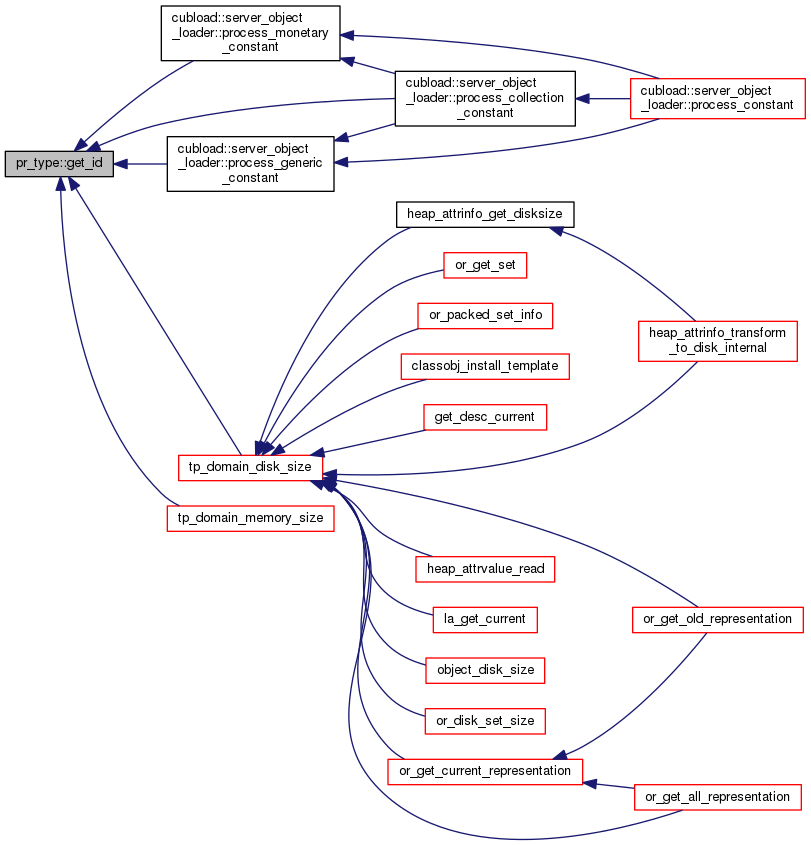 cubload::server_object
_loader::process_monetary
_constant
cubload::server_object
_loader::process_collection
_constant
cubload::server_object
_loader::process_constant
pr_type::get_id
cubload::server_object
_loader::process_generic
_constant
heap_attrinfo_get_disksize
or_get_set
or_packed_set_info
heap_attrinfo_transform
_to_disk_internal
classobj_install_template
get_desc_current
tp_domain_disk_size
tp_domain_memory_size
heap_attrvalue_read
la_get_current
or_get_old_representation
object_disk_size
or_disk_set_size
or_get_current_representation
or_get_all_representation